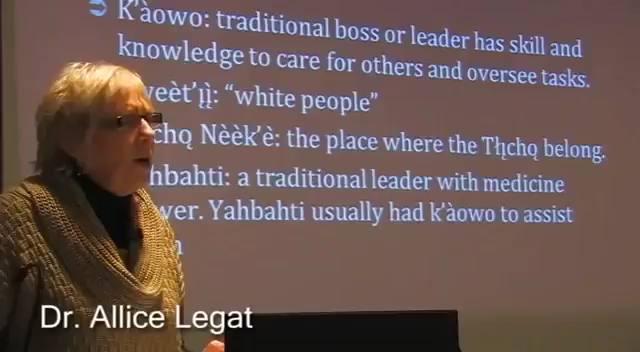 K'àowo: traditional boss or leader has skill and
knowledge to care for others and oversee tasks.
"white people"
Nèèk'è: the place where the Tłı̨chǫ belong.
a traditional leader with medicine
Yahbahti usually had k'àowo to assist
Dr. Allice Legat